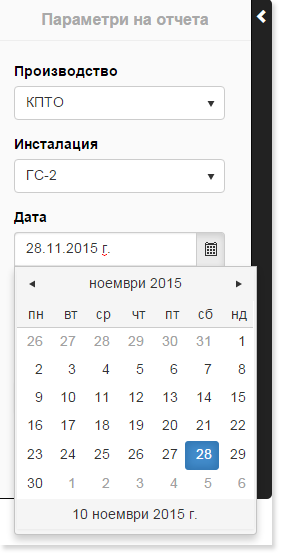 Параметри на отчета
Производство
КПТО
Инсталация
ГС-2
Дата
28.11.2015 г.
ноември 2015
пн вт ср чт пт сб нд
26 27 28 29 30 31 1
2 3 4 5 6 7 8
9 10 11 12 13 14 15
16 17 18 19 20 21 22
23 24 25 26 27 28 29
30 1 2 3 4 5 6
10 ноември 2015 г.